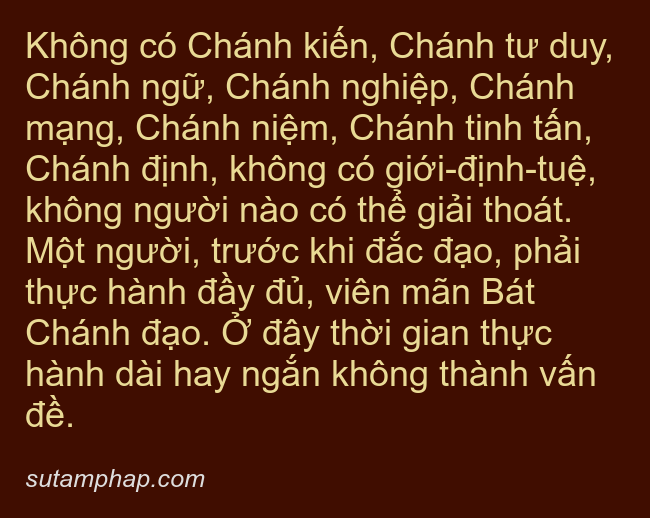 Không có Chánh kiến, Chánh tư duy,
Chánh ngữ, Chánh nghiệp, Chánh
mạng, Chánh niệm, Chánh tinh tấn,
Chánh định, không có giới-định-tuệ,
không người nào có thể giải thoát.
Một người, trước khi đắc đạo, phải
thực hành đầy đủ, viên mãn Bát
Chánh đạo. Ở đây thời gian thực
hành dài hay ngắn không thành vấn
đề.
sutamphap.com